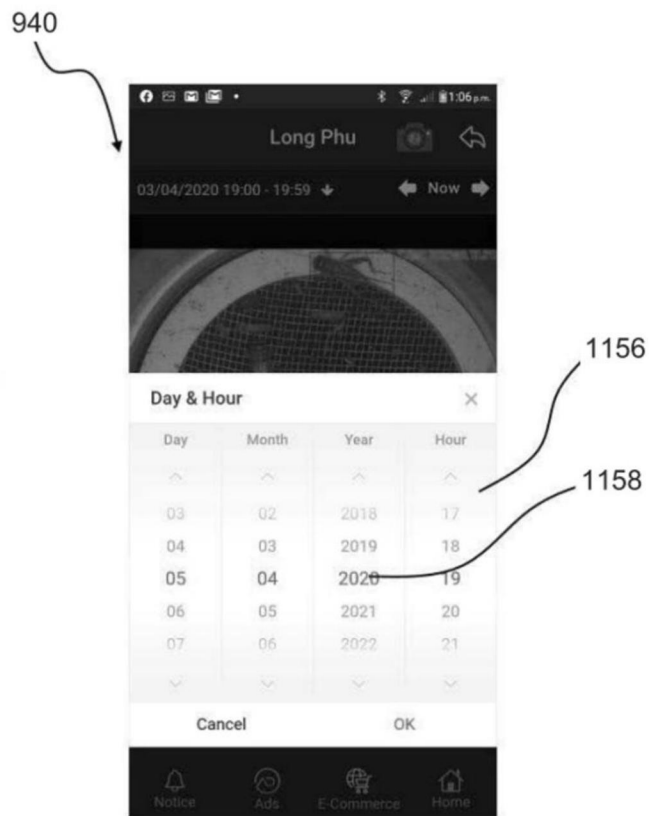 940
1:06 p.m.
Long Phu
03/04/2020 19:00 - 19:59
Now
1156
Day & Hour
Day Month Year Hour
1158
03 02 2018 17
04 03 2019 18
05 04 2020 19
06 05 2021 20
07 06 2022 21
Cancel OK
Notice Ads E-Commerce Home